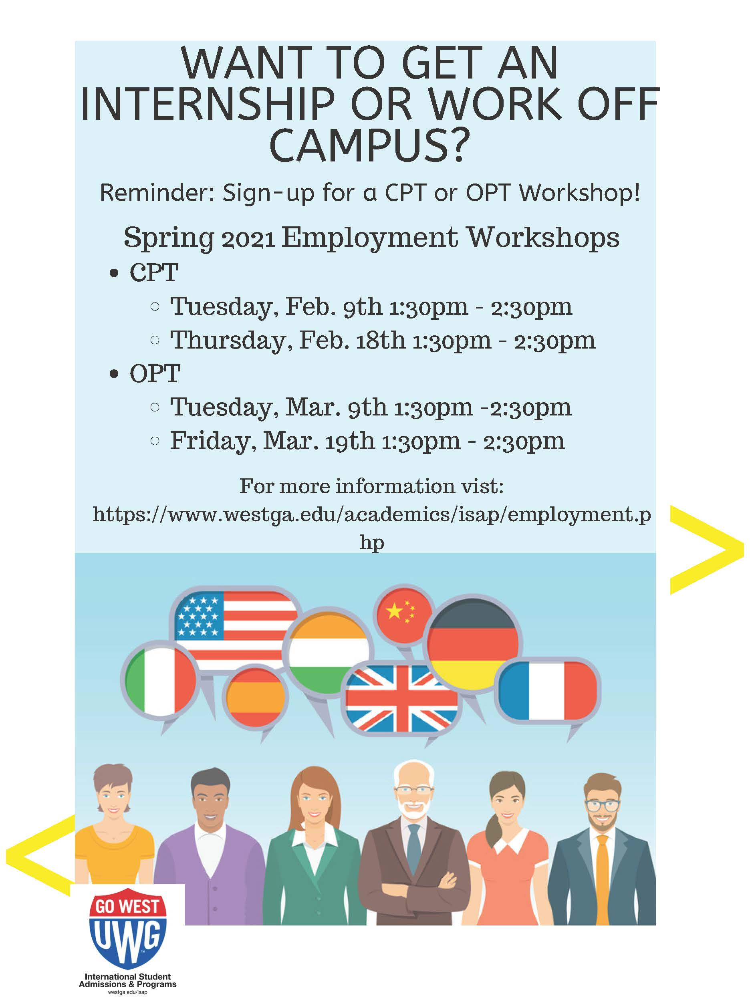 WANT TO GET AN
INTERNSHIP OR WORK OFF
CAMPUS?
Reminder: Sign-up for a CPT or OPT Workshop!
Spring 2021 Employment Workshops
• CPT
◦ Tuesday, Feb. 9th 1:30pm - 2:30pm
◦ Thursday, Feb. 18th 1:30pm - 2:30pm
• OPT
◦ Tuesday, Mar. 9th 1:30pm -2:30pm
◦ Friday, Mar. 19th 1:30pm - 2:30pm
For more information vist:
https://www.westga.edu/academics/isap/employment.p
hp
GO WEST
UWG™
International Student
Admissions & Programs
westga.edu/isap